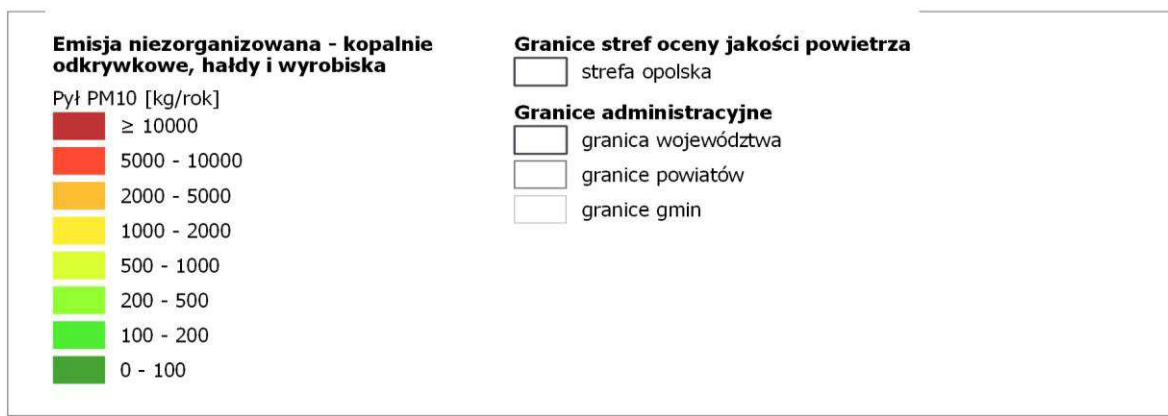 Emisja niezorganizowana - kopalnie
odkrywkowe, hałdy i wyrobiska
Pył PM10 [kg/rok]
≥ 10000
5000 - 10000
2000 - 5000
1000 - 2000
500 - 1000
200 - 500
100 - 200
0 - 100
Granice stref oceny jakości powietrza
strefa opolska
Granice administracyjne
granica województwa
granice powiatów
granice gmin